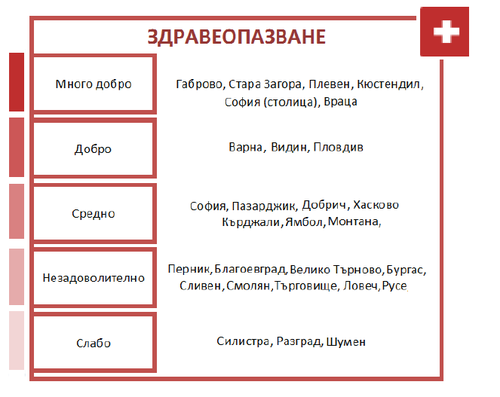 ЗДРАВЕОПАЗВАНЕ
Много добро
Габрово, Стара Загора, Плевен, Кюстендил,
София (столица), Враца
Добро
Варна, Видин, Пловдив
Средно
София, Пазарджик, Добрич, Хасково
Кърджали, Ямбол, Монтана,
Незадоволително
Перник, Благоевград, Велико Търново, Бургас,
Сливен, Смолян, Търговище, Ловеч, Русе
Слабо
Силистра, Разград, Шумен